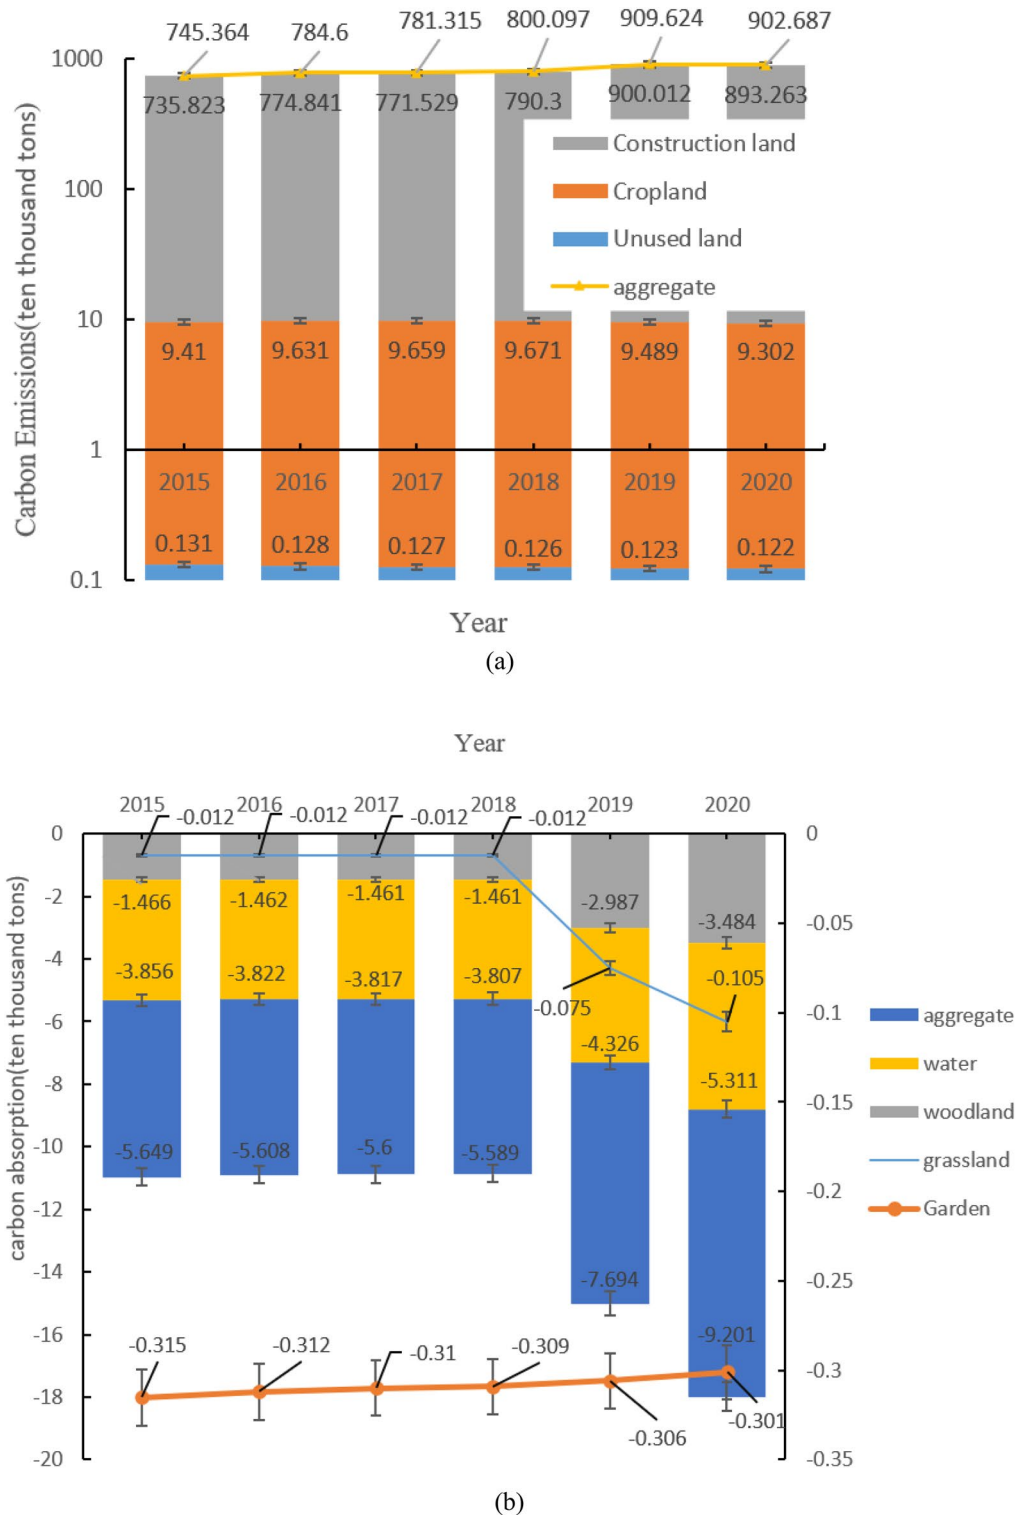 745.364 784.6 781.315 800.097 909.624 902.687
1000
735.823 774.841 771.529 790.3 900.012 893.263
Construction land
100
Cropland
Unused land
aggregate
10
9.41 9.631 9.659 9.671 9.489 9.302
1
2015 2016 2017 2018 2019 2020
0.131 0.128 0.127 0.126 0.123 0.122
0.1
Carbon Emissions(ten thousand tons)
Year
(a)
Year
2015 2016 2017 2018 2019 2020
-0.012 -0.012 -0.012 -0.012
0 0
-1.466 -1.462 -1.461 -1.461 -2.987 -3.484
-2
-0.05
-3.856 -3.822 -3.817 -3.807 -0.075 -0.105
-4
-4.326 -5.311
-6
-0.1
-8
-0.15
-5.649 -5.608 -5.6 -5.589
-10
-0.2
-12
-7.694
-14
-0.25
-9.201
-16
-0.315 -0.312 -0.31 -0.309 -0.306 -0.301
-0.3
-18
-20 -0.35
carbon absorption(ten thousand tons)
aggregate
water
woodland
grassland
Garden
(b)